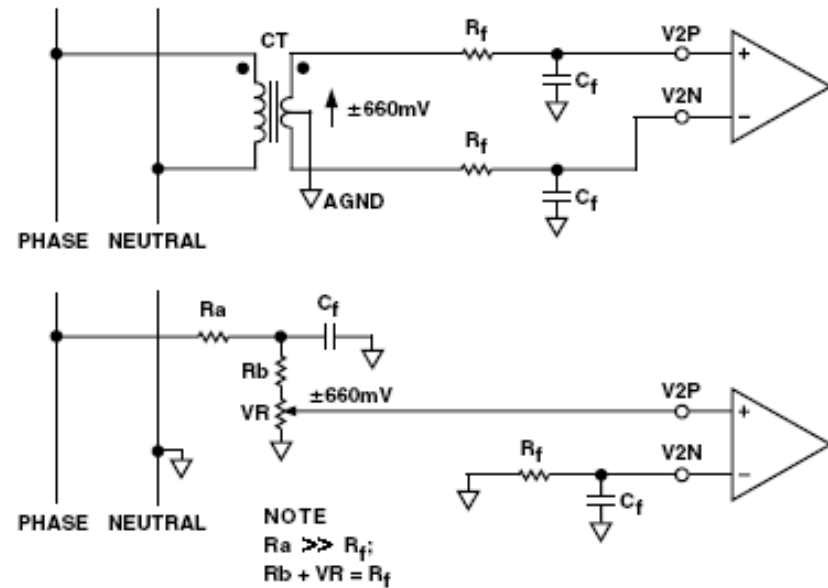 CT
Rf
V2P
+
Cf
±660mV
V2N
−
Rf
Cf
AGND
PHASE NEUTRAL
Ra
Cf
Rb
±660mV
VR
V2P
+
Rf
V2N
−
Cf
PHASE NEUTRAL
NOTE
Ra >> Rf;
Rb + VR = Rf